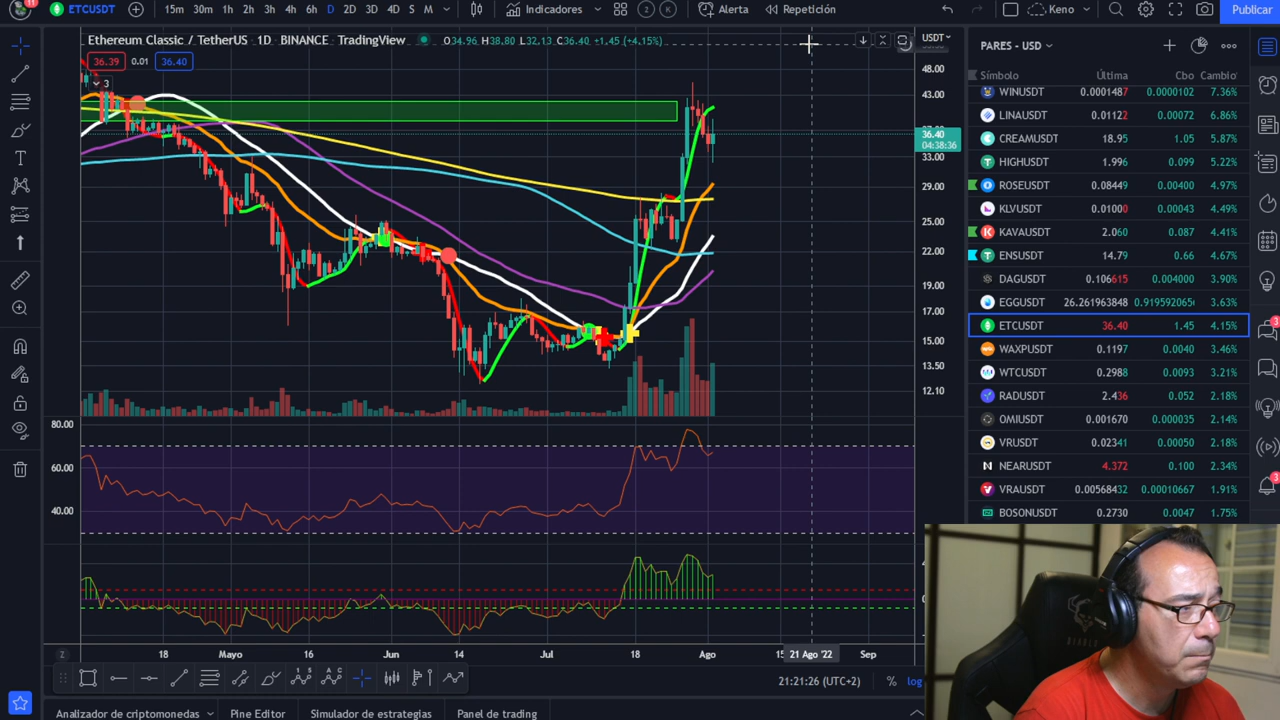 11
ETCUSDT
15m 30m 1h 2h 3h 4h 6h D 2D 3D 4D S M
Indicadores
2
K
Alerta
Repetición
Keno
Publicar
Ethereum Classic / TetherUS · 1D · BINANCE · TradingView
O34.96 H38.80 L32.13 C36.40 +1.45 (+4.15%)
USDT
36.39 0.01 36.40
3
48.00
43.00
36.40
04:38:36
33.00
29.00
25.00
22.00
19.00
17.00
15.00
13.50
12.10
80.00
60.00
40.00
Z
18 Mayo 16 Jun 14 Jul 18 Ago 15 21 Ago '22 Sep
21:21:26 (UTC+2)
%
log
Analizador de criptomonedas
Pine Editor
Simulador de estrategias
Panel de trading
PARES - USD
Símbolo Última Cbo Cambio%
WINUSDT 0.0001487 0.0000102 7.36%
LINAUSDT 0.01122 0.00072 6.86%
CREAMUSDT 18.95 1.05 5.87%
HIGHUSDT 1.996 0.099 5.22%
ROSEUSDT 0.08449 0.00400 4.97%
KLVUSDT 0.01000 0.00043 4.49%
KAVAUSDT 2.060 0.087 4.41%
ENSUSDT 14.79 0.66 4.67%
DAGUSDT 0.106615 0.004000 3.90%
EGGUSDT 26.261193848 0.919592065 3.63%
ETCUSDT 36.40 1.45 4.15%
WAXPUSDT 0.1197 0.0040 3.46%
WTCUSDT 0.2988 0.0093 3.21%
RADUSDT 2.436 0.052 2.18%
OMIUSDT 0.001670 0.000035 2.14%
VRUSDT 0.02341 0.00050 2.18%
NEARUSDT 4.372 0.100 2.34%
VRAUSDT 0.00568432 0.00010667 1.91%
BOSONUSDT 0.2730 0.0047 1.75%